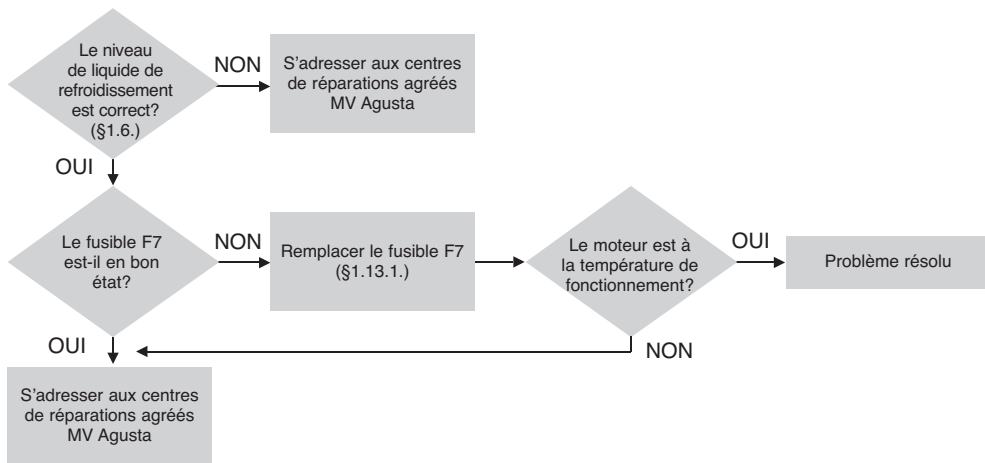 Le niveau
de liquide de
refroidissement
est correct?
(§1.6.)
NON
S'adresser aux centres
de réparations agréés
MV Agusta
OUI
Le fusible F7
est-il en bon
état?
NON
Remplacer le fusible F7
(§1.13.1.)
Le moteur est à
la température de
fonctionnement?
OUI
Problème résolu
OUI
NON
S'adresser aux centres
de réparations agréés
MV Agusta